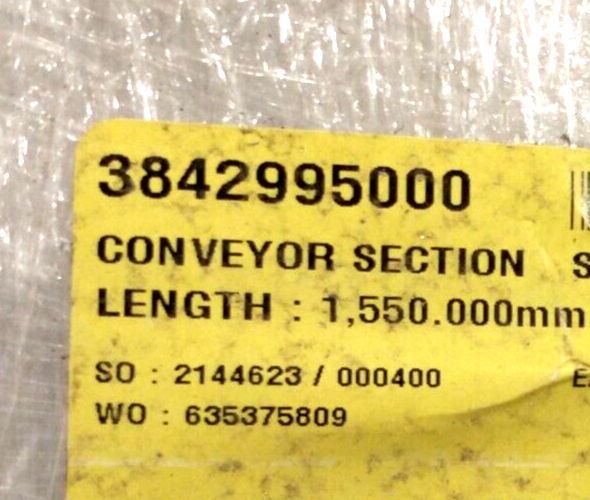 3842995000
CONVEYOR SECTION S
LENGTH : 1,550.000mm
SO : 2144623 / 000400
WO : 635375809